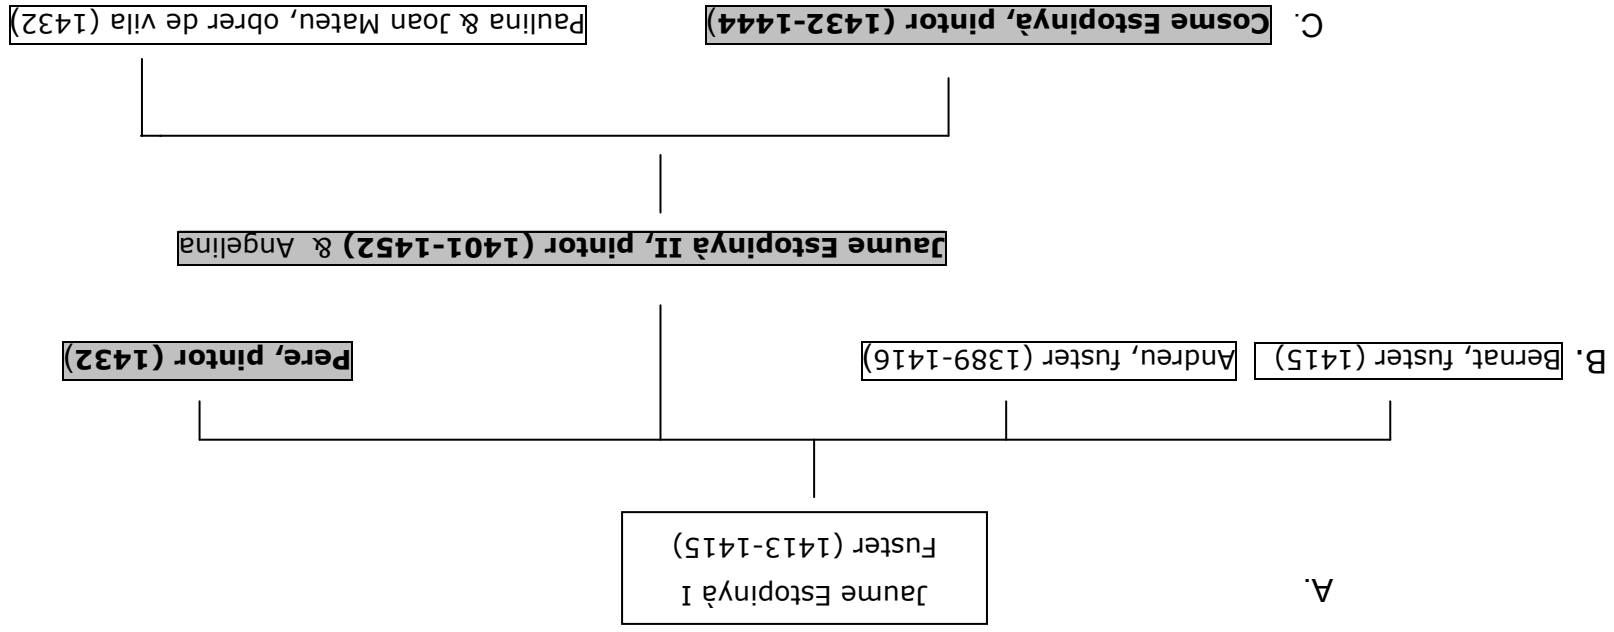 A.
Jaume Estopinyà I
Fuster (1413-1415)
B. Bernat, fuster (1415) Andreu, fuster (1389-1416) Pere, pintor (1432)
Jaume Estopinyà II, pintor (1401-1452) & Angelina
C. Cosme Estopinyà, pintor (1432-1444) Paulina & Joan Mateu, obrer de vila (1432)